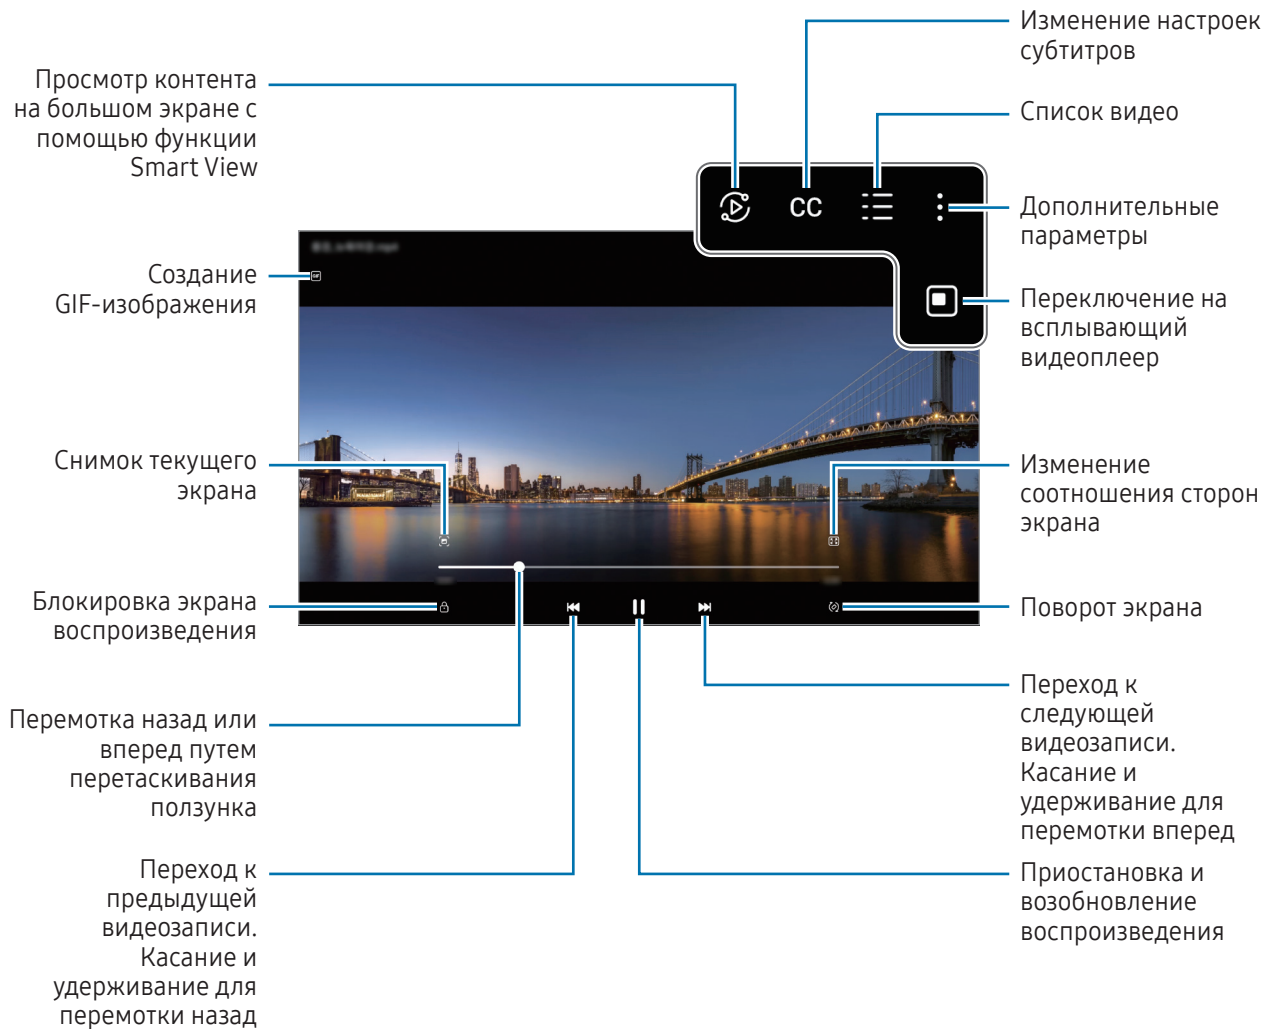 Изменение настроек
субтитров
Просмотр контента
на большом экране с
помощью функции
Smart View
Список видео
CC
Дополнительные
параметры
Создание
GIF-изображения
GIF
Переключение на
всплывающий
видеоплеер
Снимок текущего
экрана
Изменение
соотношения сторон
экрана
Блокировка экрана
воспроизведения
Поворот экрана
Перемотка назад или
вперед путем
перетаскивания
ползунка
Переход к
следующей
видеозаписи.
Касание и
удерживание для
перемотки вперед
Переход к
предыдущей
видеозаписи.
Касание и
удерживание для
перемотки назад
Приостановка и
возобновление
воспроизведения